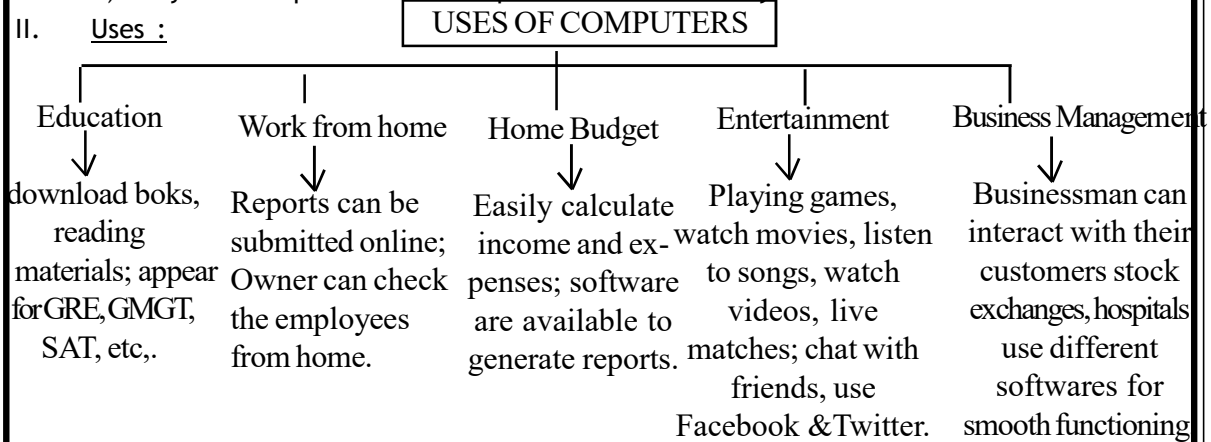 II. Uses :
USES OF COMPUTERS
Education
download boks,
reading
materials; appear
for GRE, GMGT,
SAT, etc,.
Work from home
Reports can be
submitted online;
Owner can check
the employees
from home.
Home Budget
Easily calculate
income and ex-
penses; software
are available to
generate reports.
Entertainment
Playing games,
watch movies, listen
to songs, watch
videos, live
matches; chat with
friends, use
Facebook &Twitter.
Business Management
Businessman can
interact with their
customers stock
exchanges, hospitals
use different
softwares for
smooth functioning